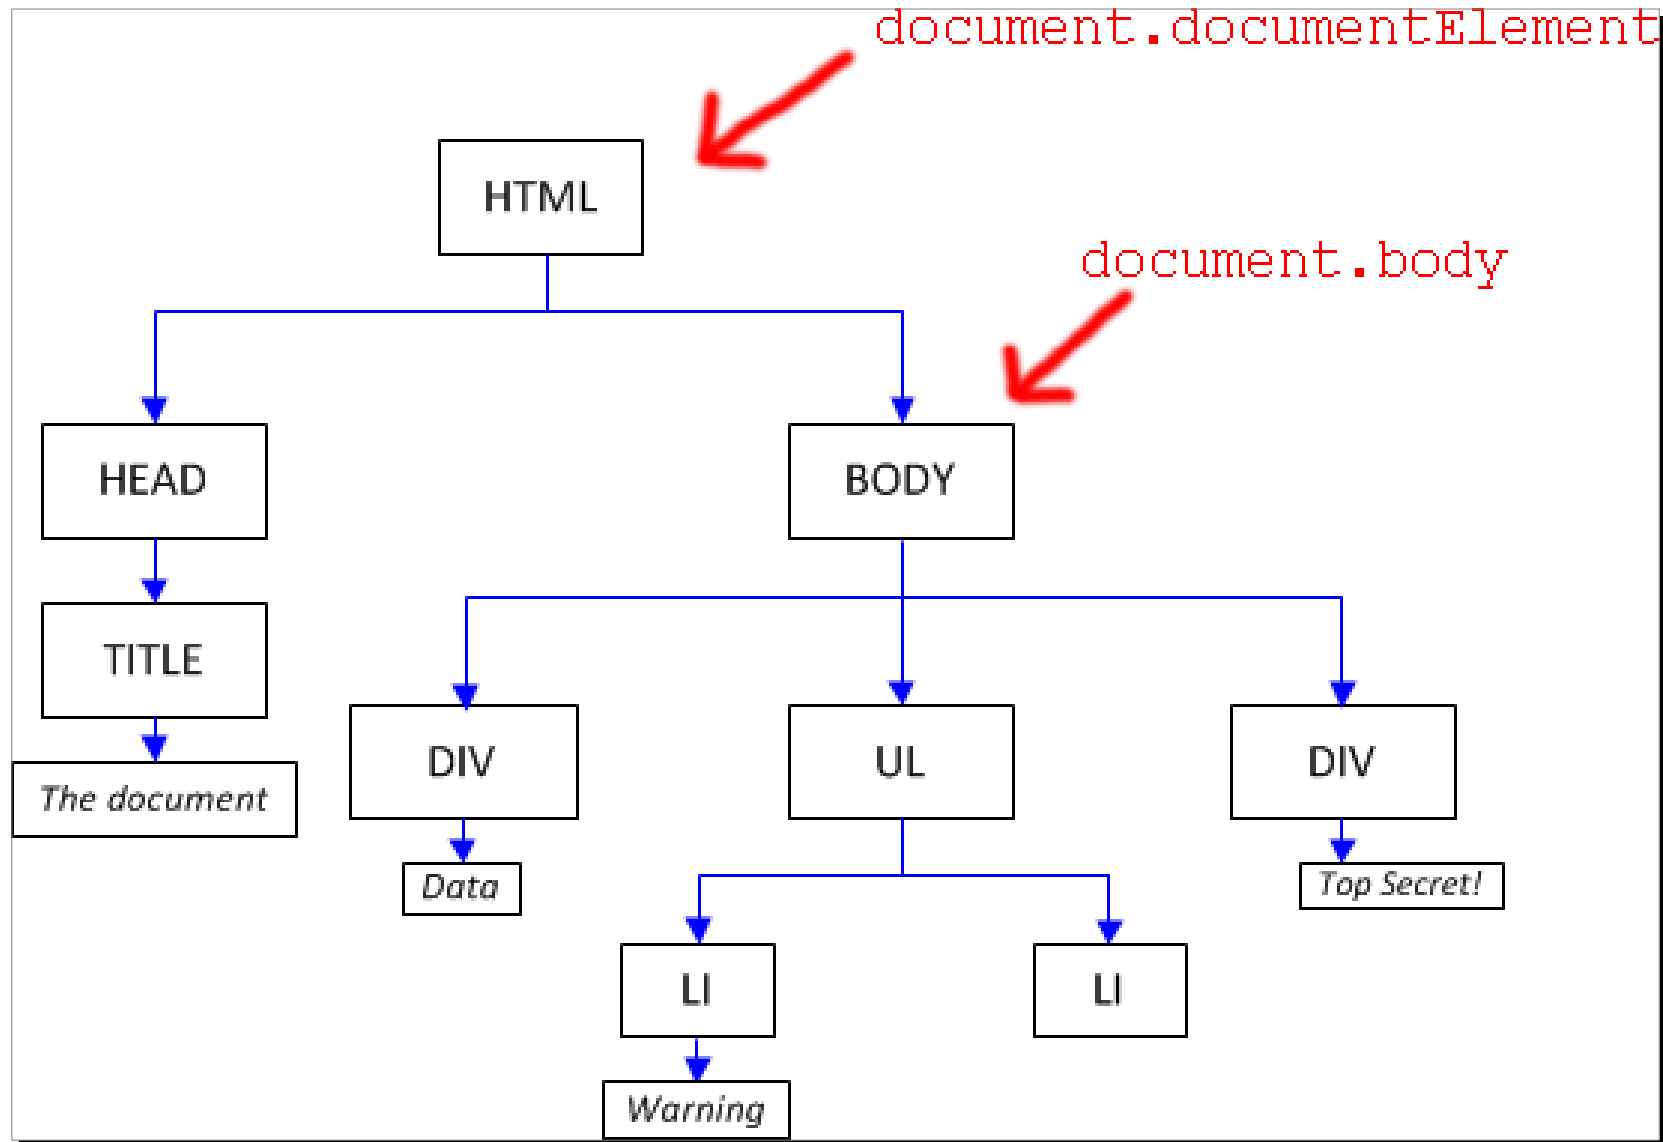 document.documentElement
HTML
document.body
HEAD
BODY
TITLE
DIV
UL
DIV
The document
Data
Top Secret!
LI
LI
Warning